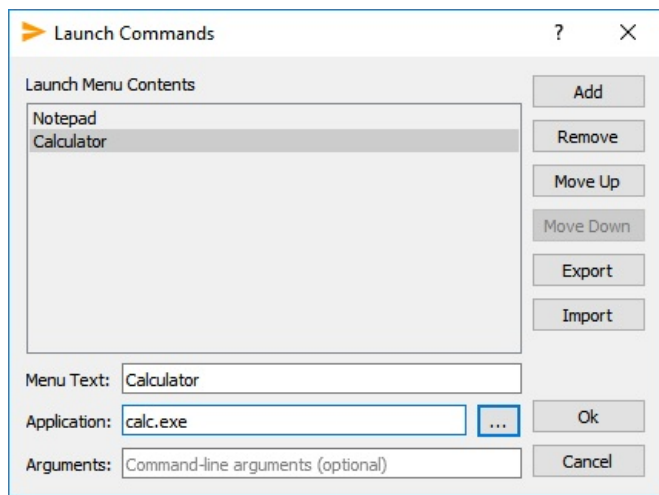 Launch Commands
?
Launch Menu Contents
Notepad
Calculator
Add
Remove
Move Up
Move Down
Export
Import
Menu Text: Calculator
Application: calc.exe
...
Arguments: Command-line arguments (optional)
Ok
Cancel